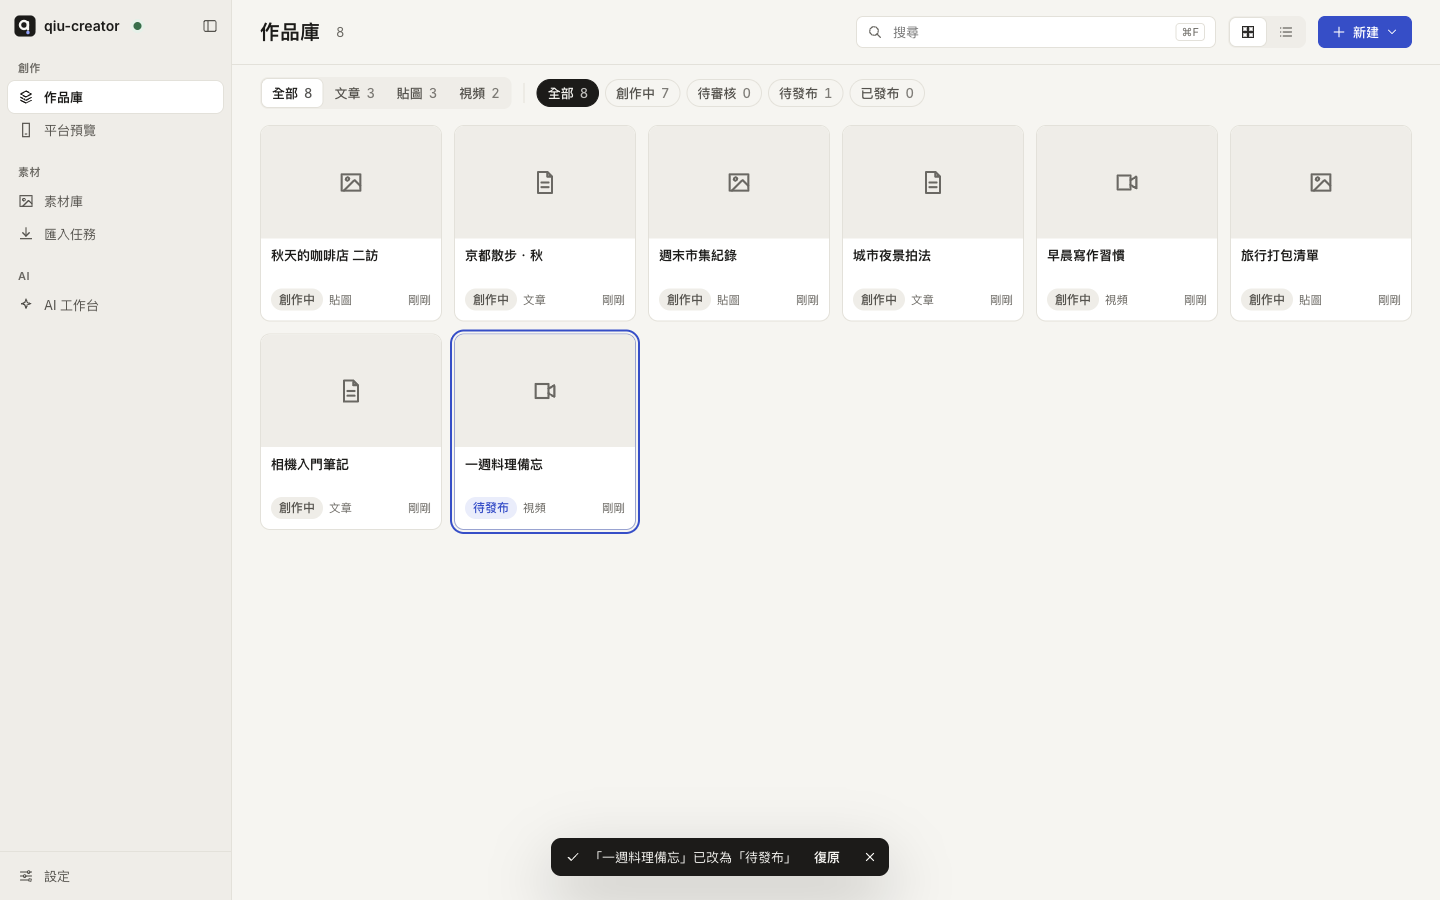 qiu-creator
創作
作品庫
平台預覽
素材
素材庫
匯入任務
AI
AI 工作台
設定
作品庫 8
搜尋 ⌘F
新建
全部 8 文章 3 貼圖 3 視頻 2
全部 8 創作中 7 待審核 0 待發布 1 已發布 0
秋天的咖啡店 二訪
創作中 貼圖 剛剛
京都散步 · 秋
創作中 文章 剛剛
週末市集紀錄
創作中 貼圖 剛剛
城市夜景拍法
創作中 文章 剛剛
早晨寫作習慣
創作中 視頻 剛剛
旅行打包清單
創作中 貼圖 剛剛
相機入門筆記
創作中 文章 剛剛
一週料理備忘
待發布 視頻 剛剛
「一週料理備忘」已改為「待發布」 復原